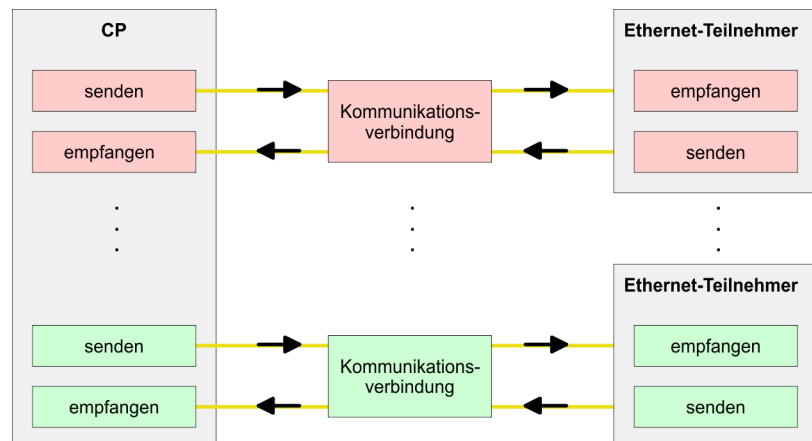 CP
Ethernet-Teilnehmer
senden
Kommunikations-
verbindung
empfangen
empfangen
senden
. . .
. . .
. . .
Ethernet-Teilnehmer
senden
Kommunikations-
verbindung
empfangen
empfangen
senden